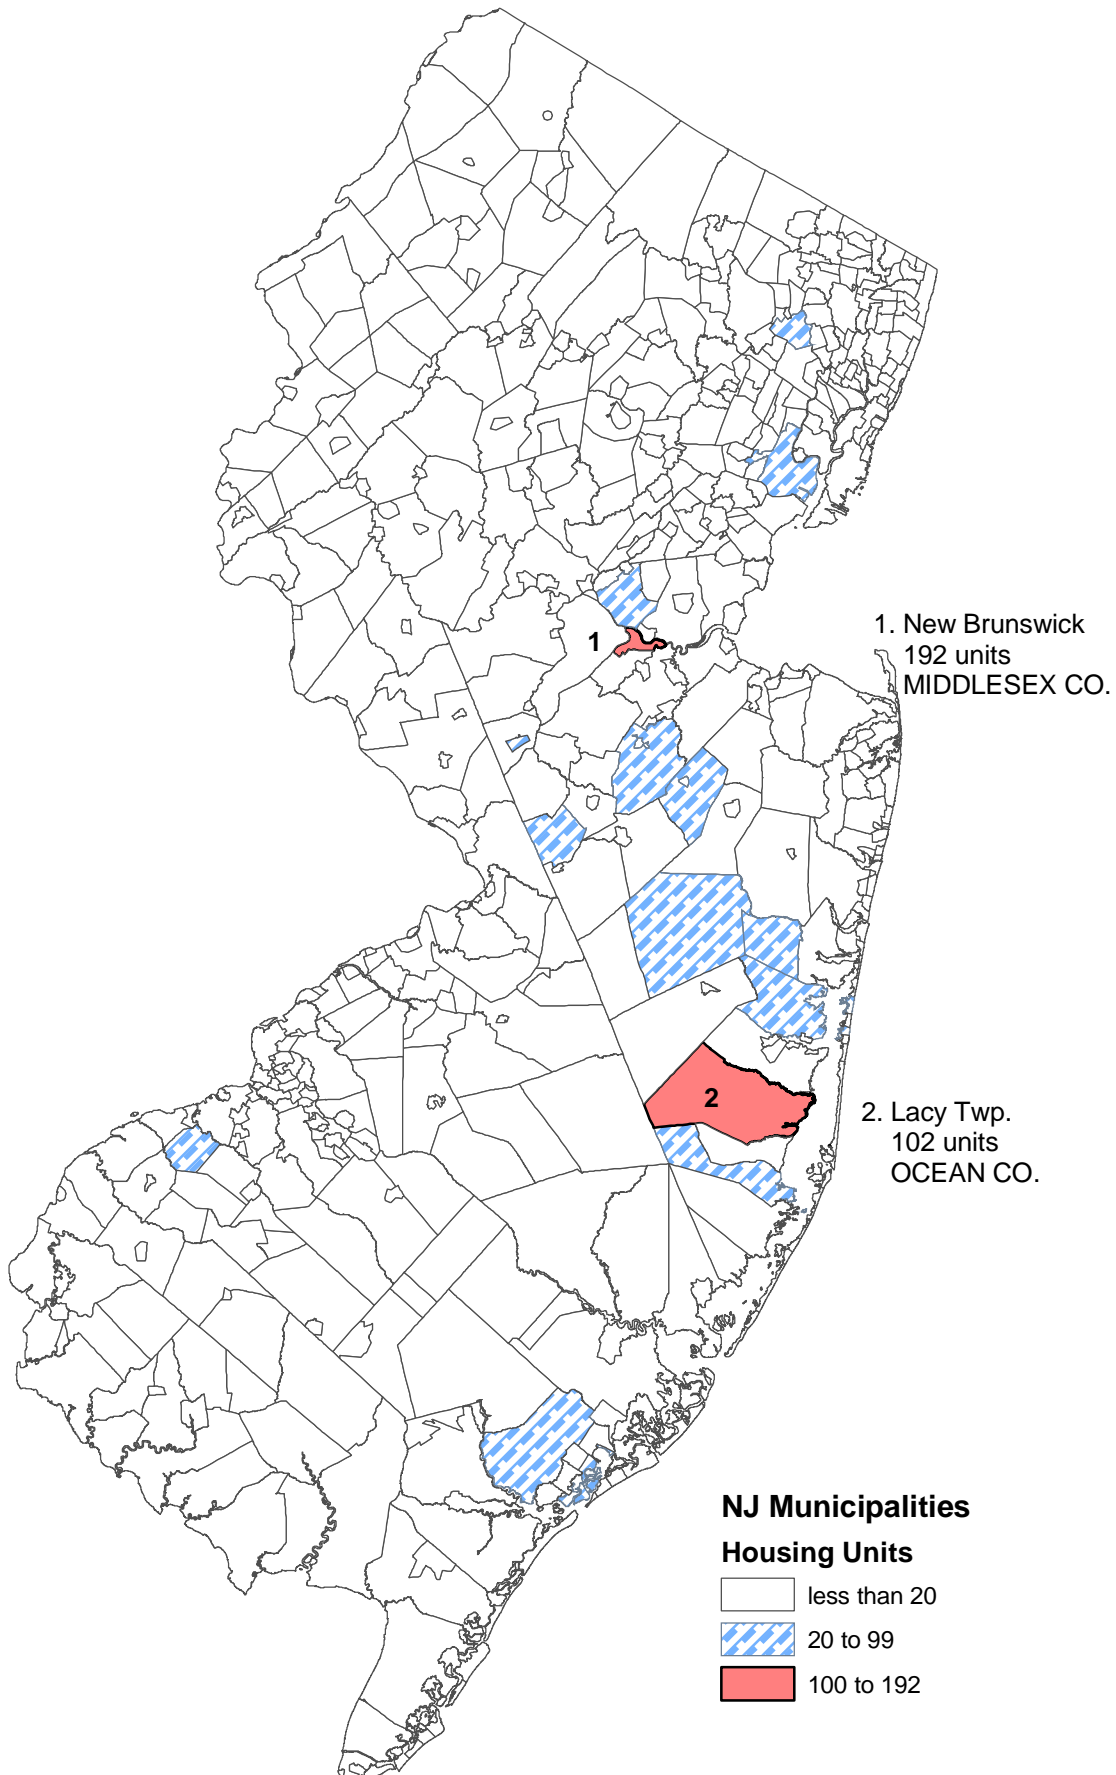 1
1. New Brunswick
192 units
MIDDLESEX CO.
2
2. Lacy Twp.
102 units
OCEAN CO.
NJ Municipalities
Housing Units
less than 20
20 to 99
100 to 192